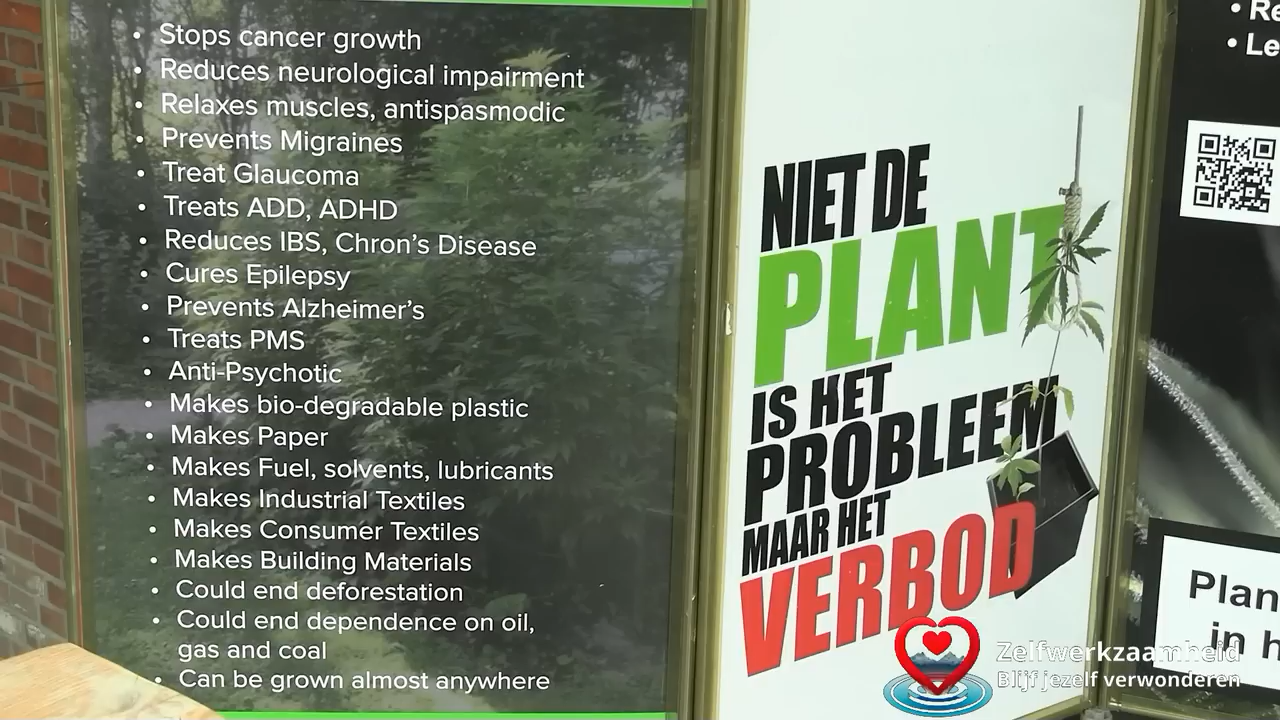 • Stops cancer growth
• Reduces neurological impairment
• Relaxes muscles, antispasmodic
• Prevents Migraines
• Treat Glaucoma
• Treats ADD, ADHD
• Reduces IBS, Chron’s Disease
• Cures Epilepsy
• Prevents Alzheimer’s
• Treats PMS
• Anti-Psychotic
• Makes bio-degradable plastic
• Makes Paper
• Makes Fuel, solvents, lubricants
• Makes Industrial Textiles
• Makes Consumer Textiles
• Makes Building Materials
• Could end deforestation
• Could end dependence on oil,
gas and coal
• Can be grown almost anywhere
NIET DE
PLANT
IS HET
PROBLEEM
MAAR HET
VERBOD
• Re
• Le
Plan
in h
Zelfwerkzaamheid
Blijf jezelf verwonderen